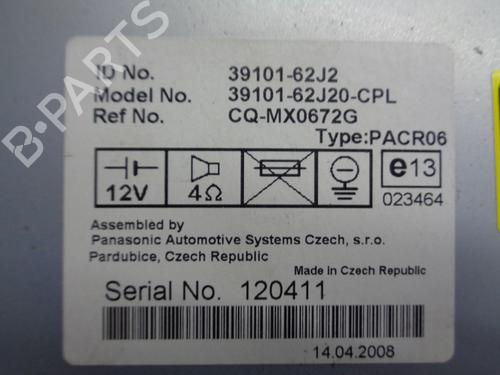 ID No. 39101-62J2
Model No. 39101-62J20-CPL
Ref No. CQ-MX0672G
Type:PACR06
12V
4Ω
e13
023464
Assembled by
Panasonic Automotive Systems Czech, s.r.o.
Pardubice, Czech Republic
Made in Czech Republic
Serial No. 120411
14.04.2008
B-PARTS